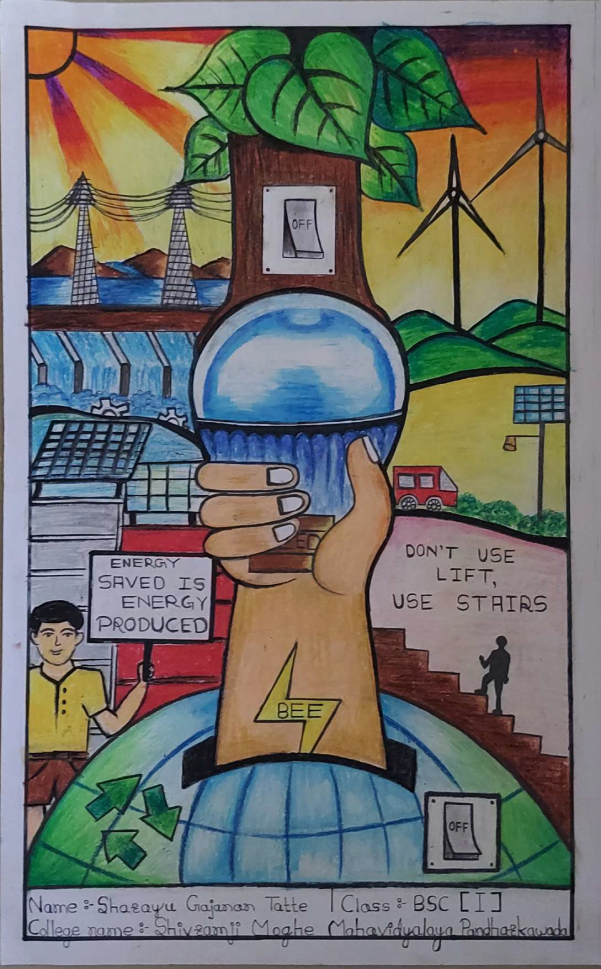 OFF
ENERGY
SAVED IS
ENERGY
PRODUCED
DON'T USE
LIFT,
USE STAIRS
BEE
OFF
Name :- Sharayu Gajanan Tatte | Class :- BSC [I]
College name :- Shivramji Moghe Mahavidyalaya Pandharkawada